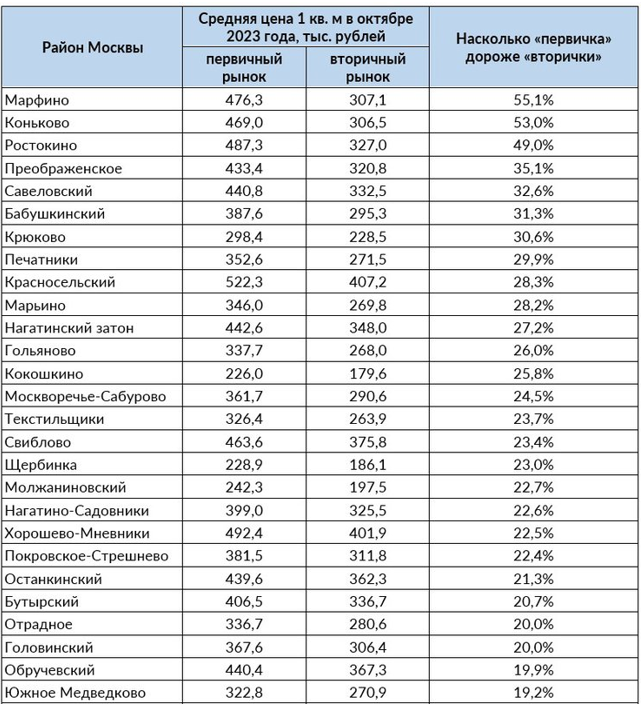 Район Москвы
Средняя цена 1 кв. м в октябре
2023 года, тыс. рублей
Насколько «первичка»
дороже «вторички»
первичный
рынок
вторичный
рынок
Марфино 476,3 307,1 55,1%
Коньково 469,0 306,5 53,0%
Ростокино 487,3 327,0 49,0%
Преображенское 433,4 320,8 35,1%
Савеловский 440,8 332,5 32,6%
Бабушкинский 387,6 295,3 31,3%
Крюково 298,4 228,5 30,6%
Печатники 352,6 271,5 29,9%
Красносельский 522,3 407,2 28,3%
Марьино 346,0 269,8 28,2%
Нагатинский затон 442,6 348,0 27,2%
Гольяново 337,7 268,0 26,0%
Кокошкино 226,0 179,6 25,8%
Москворечье-Сабурово 361,7 290,6 24,5%
Текстильщики 326,4 263,9 23,7%
Свиблово 463,6 375,8 23,4%
Щербинка 228,9 186,1 23,0%
Молжаниновский 242,3 197,5 22,7%
Нагатино-Садовники 399,0 325,5 22,6%
Хорошево-Мневники 492,4 401,9 22,5%
Покровское-Стрешнево 381,5 311,8 22,4%
Останкинский 439,6 362,3 21,3%
Бутырский 406,5 336,7 20,7%
Отрадное 336,7 280,6 20,0%
Головинский 367,6 306,4 20,0%
Обручевский 440,4 367,3 19,9%
Южное Медведково 322,8 270,9 19,2%